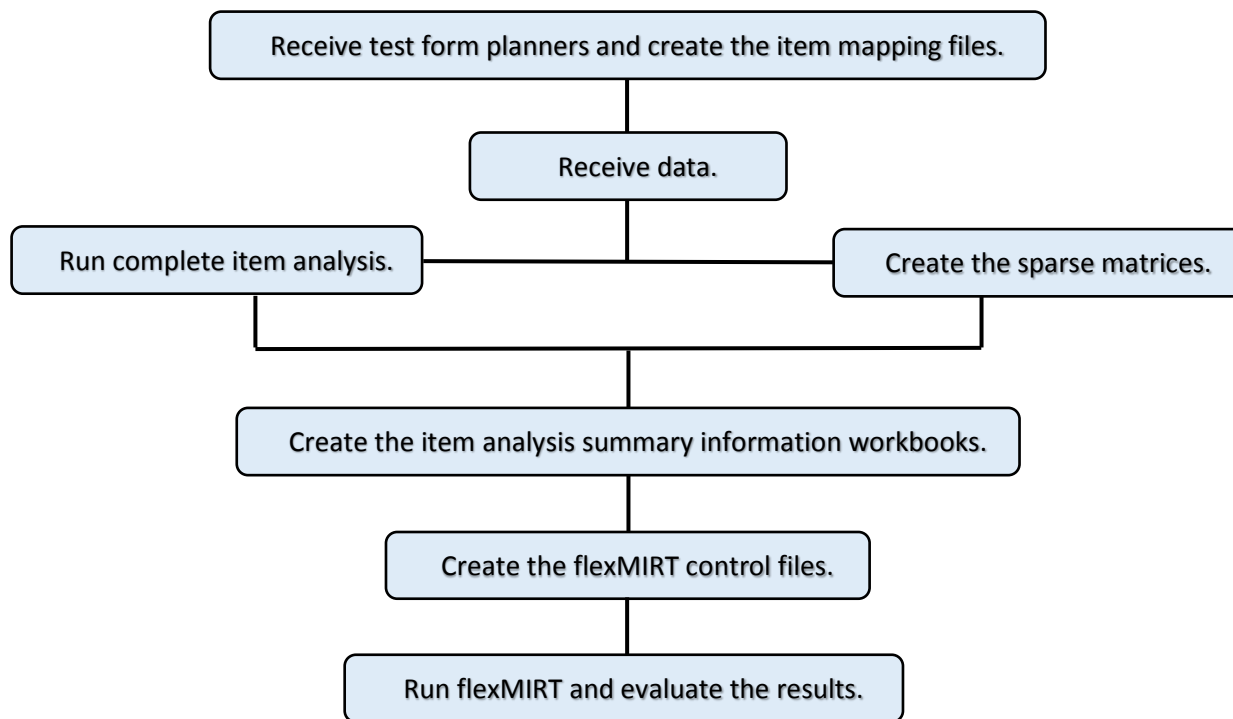 Receive test form planners and create the item mapping files.
Receive data.
Run complete item analysis.
Create the sparse matrices.
Create the item analysis summary information workbooks.
Create the flexMIRT control files.
Run flexMIRT and evaluate the results.